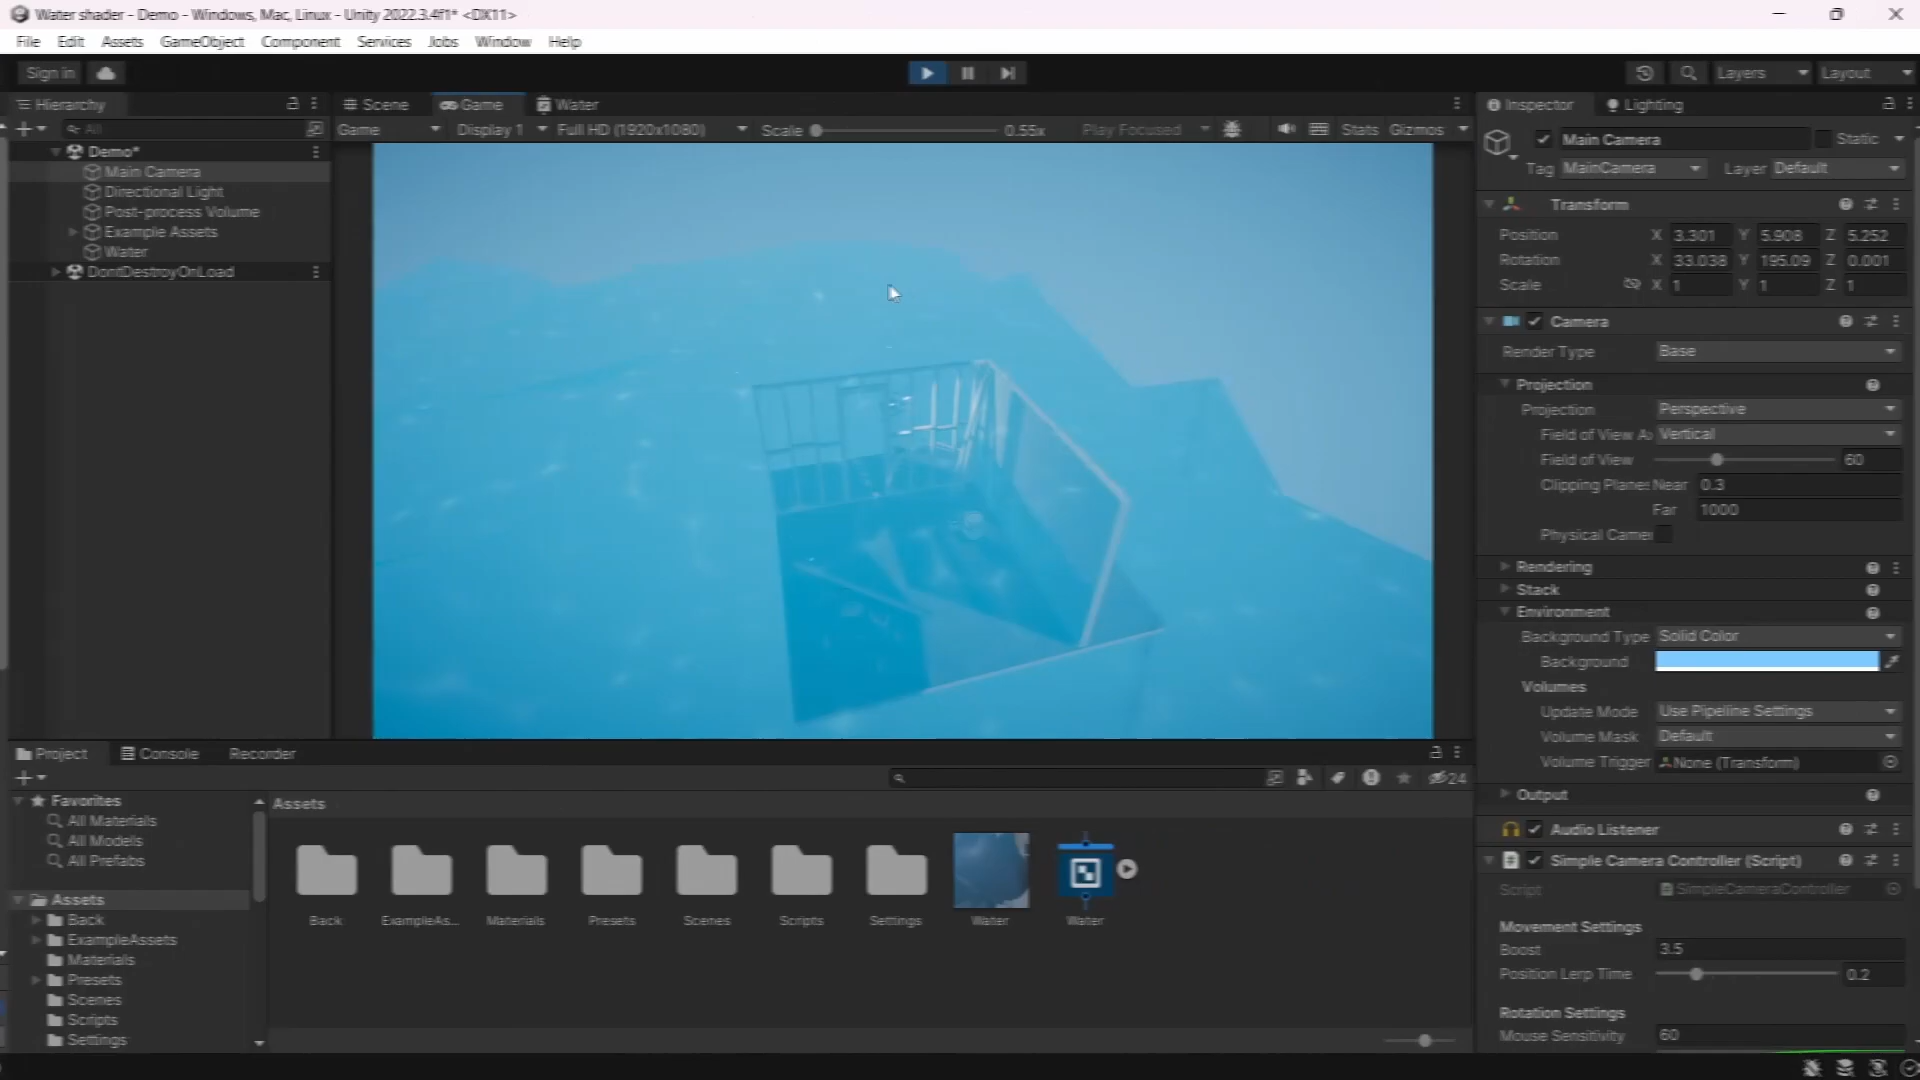 Water shader - Demo - Windows, Mac, Linux - Unity 2022.3.4f1* <DX11>
File Edit Assets GameObject Component Services Jobs Window Help
Sign in
Layers
Layout
Hierarchy
All
Demo*
Main Camera
Directional Light
Post-process Volume
Example Assets
Water
DontDestroyOnLoad
Scene Game Water
Game Display 1 Full HD (1920x1080) Scale 0.55x Play Focused Stats Gizmos
Inspector Lighting
Main Camera Static
Tag MainCamera Layer Default
Transform
Position X 3.301 Y 5.908 Z 5.252
Rotation X 33.038 Y 195.09 Z 0.001
Scale X 1 Y 1 Z 1
Camera
Render Type Base
Projection
Projection Perspective
Field of View Ax Vertical
Field of View 60
Clipping Planes Near 0.3
Far 1000
Physical Camer
Rendering
Stack
Environment
Background Type Solid Color
Background
Volumes
Update Mode Use Pipeline Settings
Volume Mask Default
Volume Trigger None (Transform)
Output
Audio Listener
Simple Camera Controller (Script)
Script SimpleCameraController
Movement Settings
Boost 3.5
Position Lerp Time 0.2
Rotation Settings
Mouse Sensitivity 60
Project Console Recorder
24
Favorites
All Materials
All Models
All Prefabs
Assets
Back
ExampleAssets
Materials
Presets
Scenes
Scripts
Settings
Assets
Back ExampleAs... Materials Presets Scenes Scripts Settings Water Water